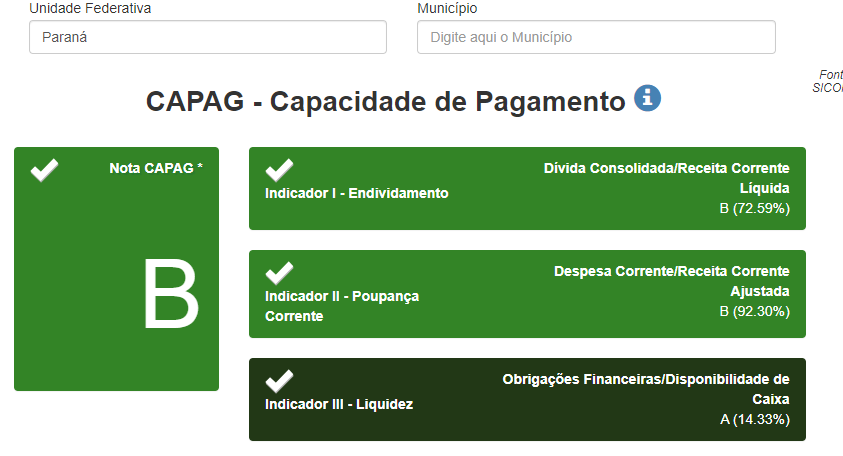 Unidade Federativa
Município
Paraná
Digite aqui o Município
CAPAG - Capacidade de Pagamento
Nota CAPAG *
B
Indicador I - Endividamento
Dívida Consolidada/Receita Corrente
Líquida
B (72.59%)
Indicador II - Poupança
Corrente
Despesa Corrente/Receita Corrente
Ajustada
B (92.30%)
Indicador III - Liquidez
Obrigações Financeiras/Disponibilidade de
Caixa
A (14.33%)